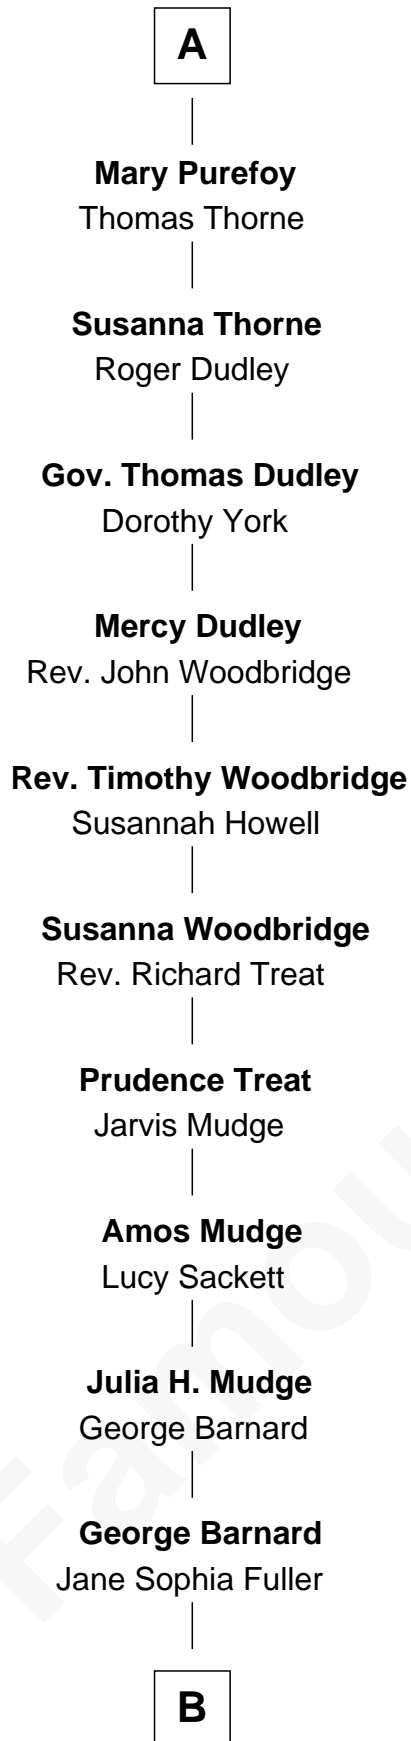 A
Mary Purefoy
Thomas Thorne
Susanna Thorne
Roger Dudley
Gov. Thomas Dudley
Dorothy York
Mercy Dudley
Rev. John Woodbridge
Rev. Timothy Woodbridge
Susannah Howell
Susanna Woodbridge
Rev. Richard Treat
Prudence Treat
Jarvis Mudge
Amos Mudge
Lucy Sackett
Julia H. Mudge
George Barnard
George Barnard
Jane Sophia Fuller
B
Famou